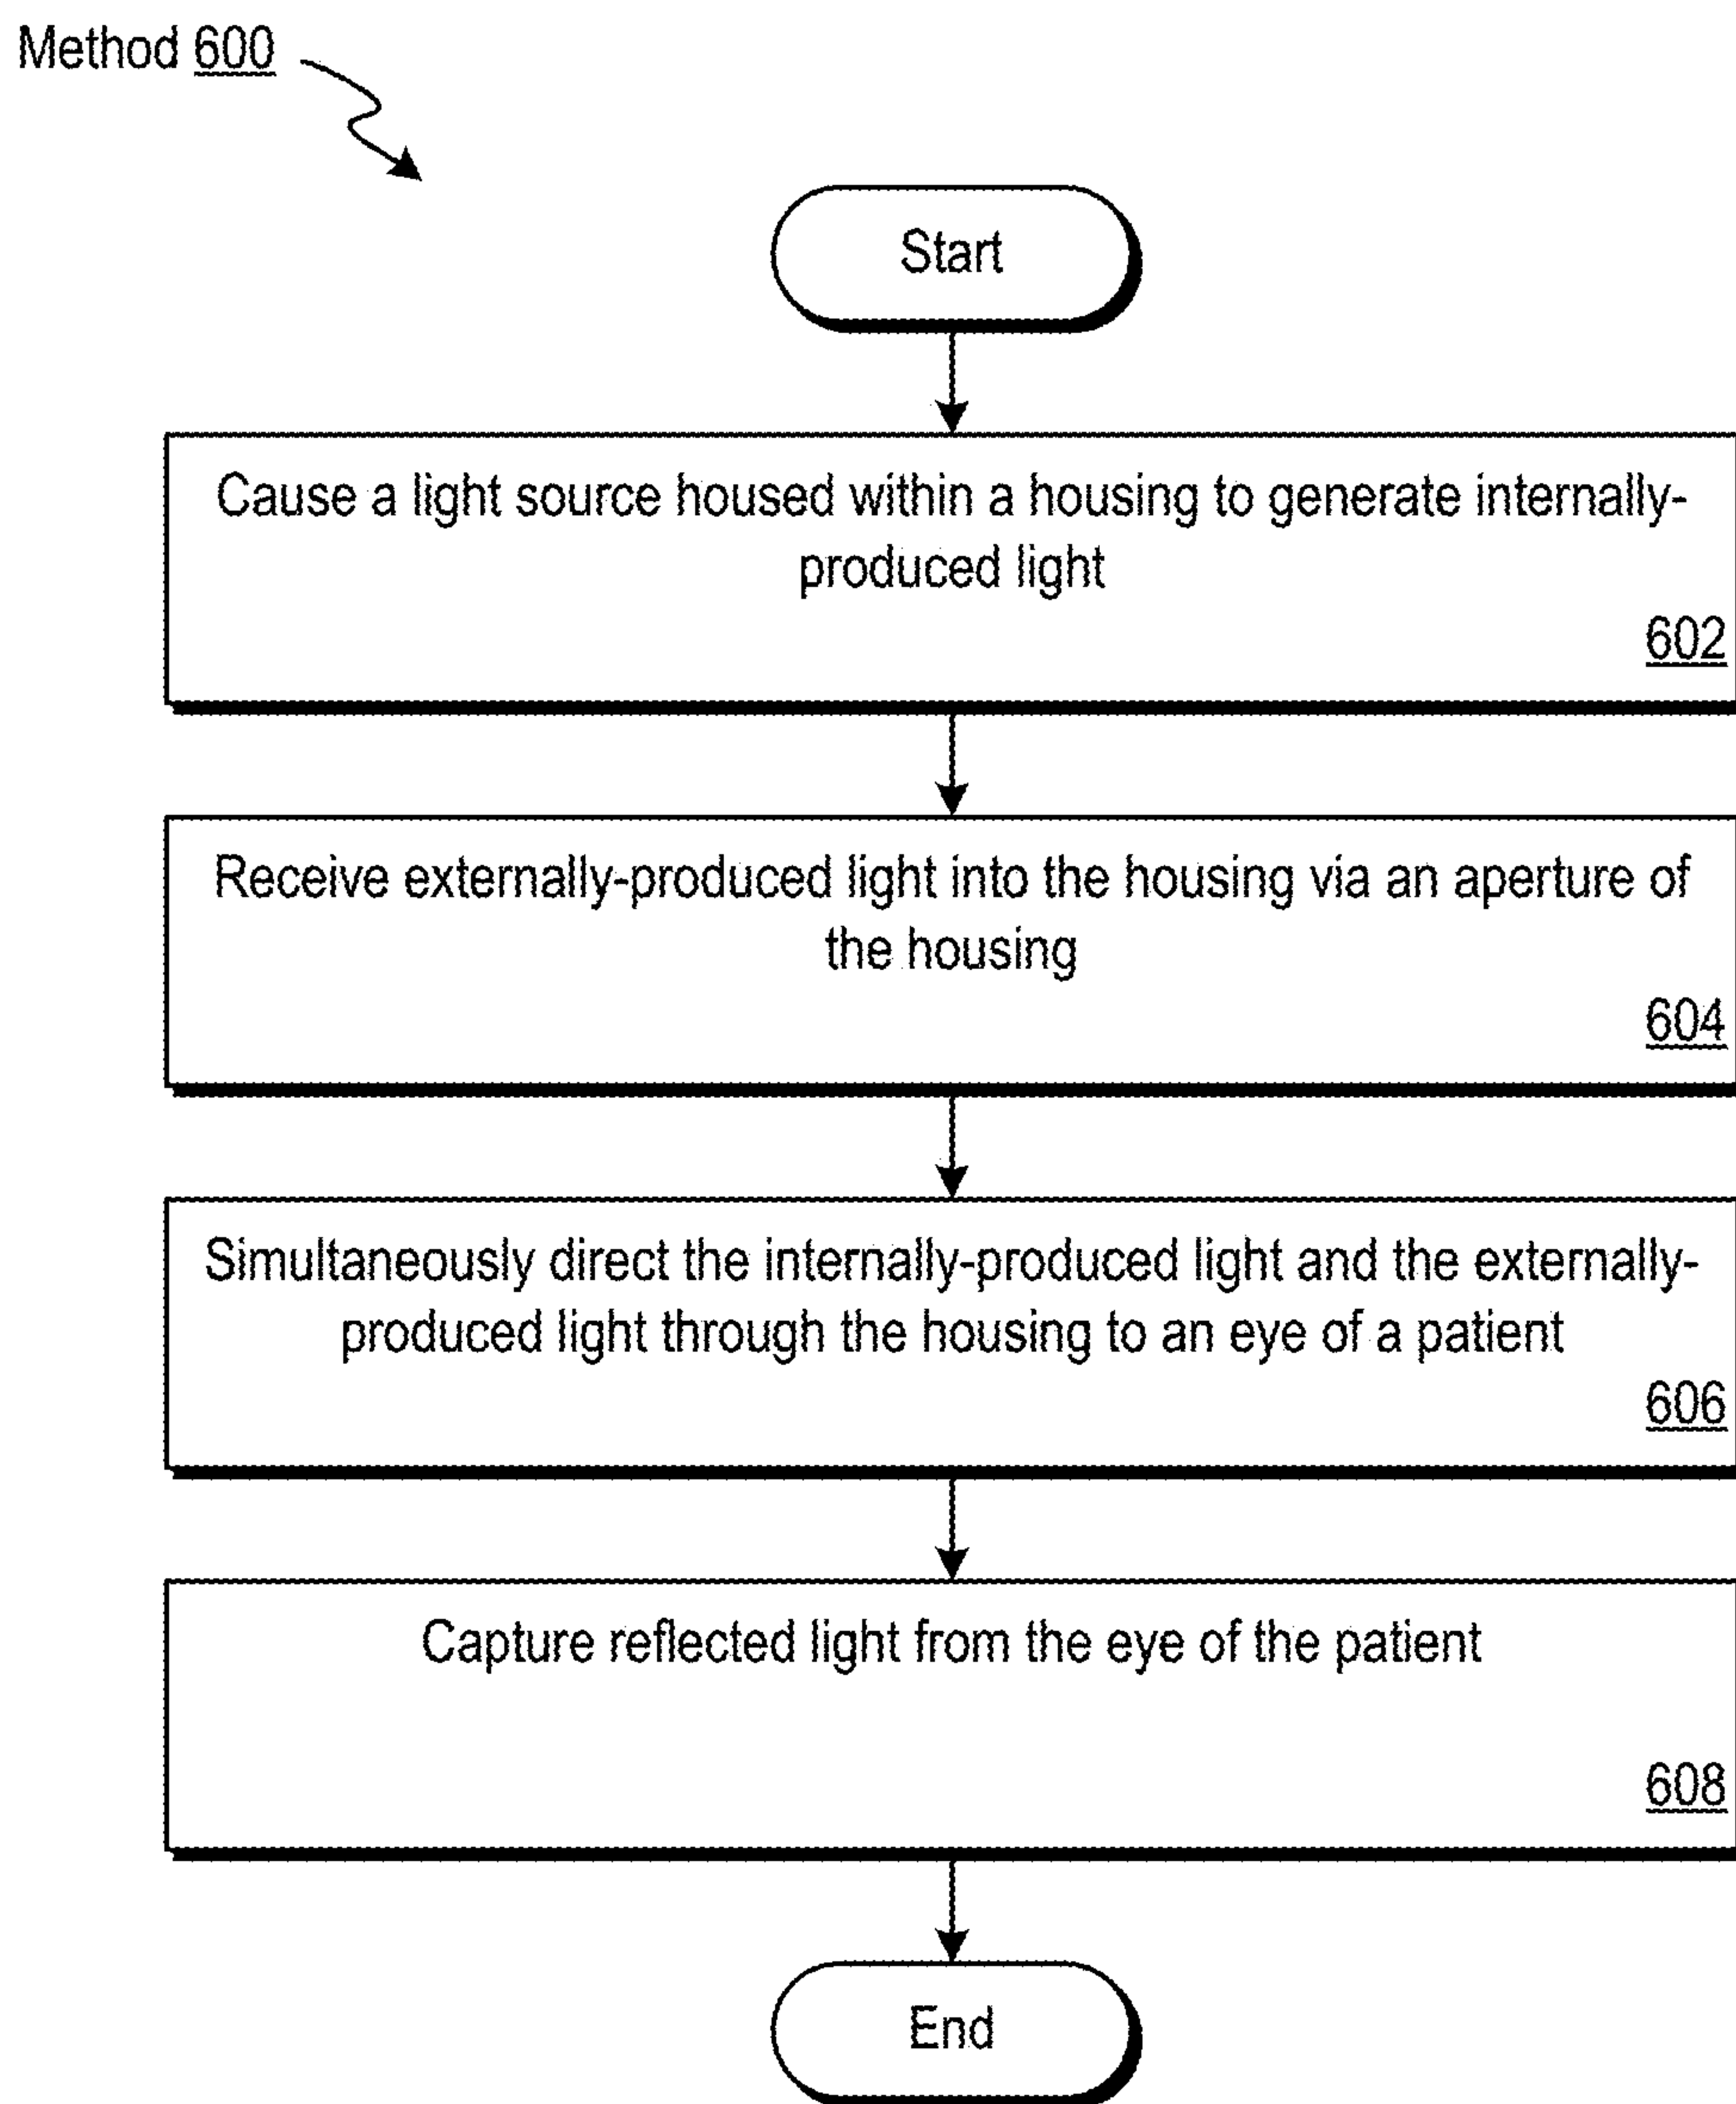 Method 600
Start
Cause a light source housed within a housing to generate internally-
produced light
602
Receive externally-produced light into the housing via an aperture of
the housing
604
Simultaneously direct the internally-produced light and the externally-
produced light through the housing to an eye of a patient
606
Capture reflected light from the eye of the patient
608
End